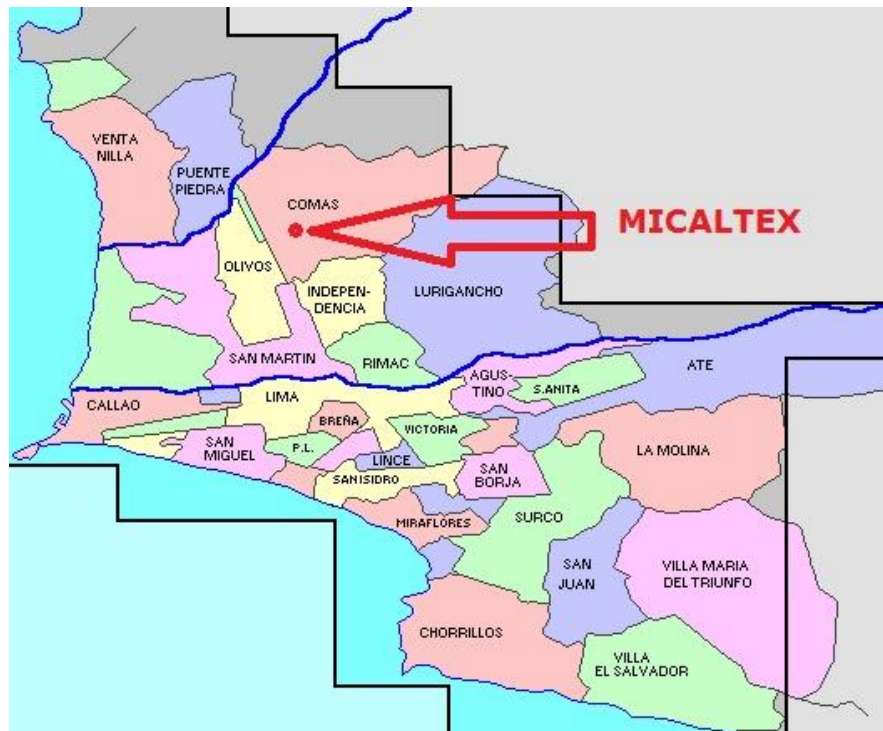 VENTA
NILLA
PUENTE
PIEDRA
COMAS
MICALTEX
OLIVOS
INDEPEN-
DENCIA
LURIGANCHO
SAN MARTIN
RIMAC
AGUS-
TINO
S.ANITA
ATE
CALLAO
LIMA
BREÑA
VICTORIA
SAN
MIGUEL
P.L.
LINCE
SAN ISIDRO
SAN
BORJA
LA MOLINA
MIRAFLORES
SURCO
SAN
JUAN
VILLA MARIA
DEL TRIUNFO
CHORRILLOS
VILLA
EL SALVADOR